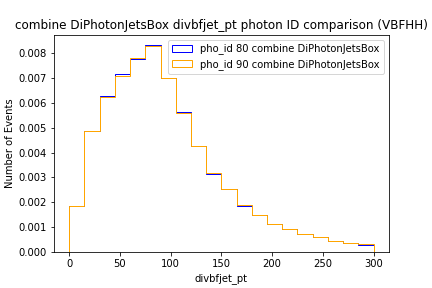 combine DiPhotonJetsBox divbfjet_pt photon ID comparison (VBFHH)
pho_id 80 combine DiPhotonJetsBox
pho_id 90 combine DiPhotonJetsBox
Number of Events
0.008
0.007
0.006
0.005
0.004
0.003
0.002
0.001
0.000
0 50 100 150 200 250 300
divbfjet_pt